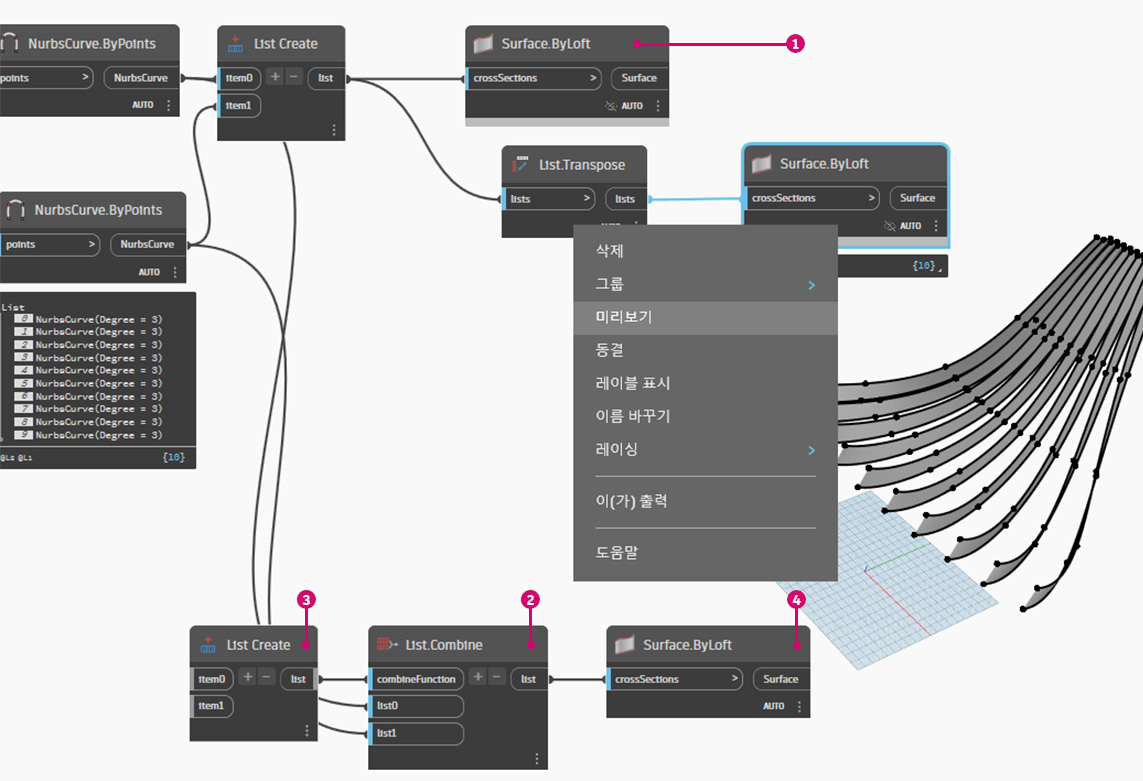 NurbsCurve.ByPoints
points > NurbsCurve
AUTO
List Create
item0 + − list
item1
Surface.ByLoft
1
crossSections > Surface
AUTO
List.Transpose
lists > lists
Surface.ByLoft
crossSections > Surface
AUTO
{10}
NurbsCurve.ByPoints
points > NurbsCurve
AUTO
List
0 NurbsCurve(Degree = 3)
1 NurbsCurve(Degree = 3)
2 NurbsCurve(Degree = 3)
3 NurbsCurve(Degree = 3)
4 NurbsCurve(Degree = 3)
5 NurbsCurve(Degree = 3)
6 NurbsCurve(Degree = 3)
7 NurbsCurve(Degree = 3)
8 NurbsCurve(Degree = 3)
9 NurbsCurve(Degree = 3)
@L2 @L1 {10}
삭제
그룹 >
미리보기
동결
레이블 표시
이름 바꾸기
레이싱 >
이(가) 출력
도움말
3
List Create
item0 + − list
item1
2
List.Combine
combineFunction + − list
list0
list1
4
Surface.ByLoft
crossSections > Surface
AUTO